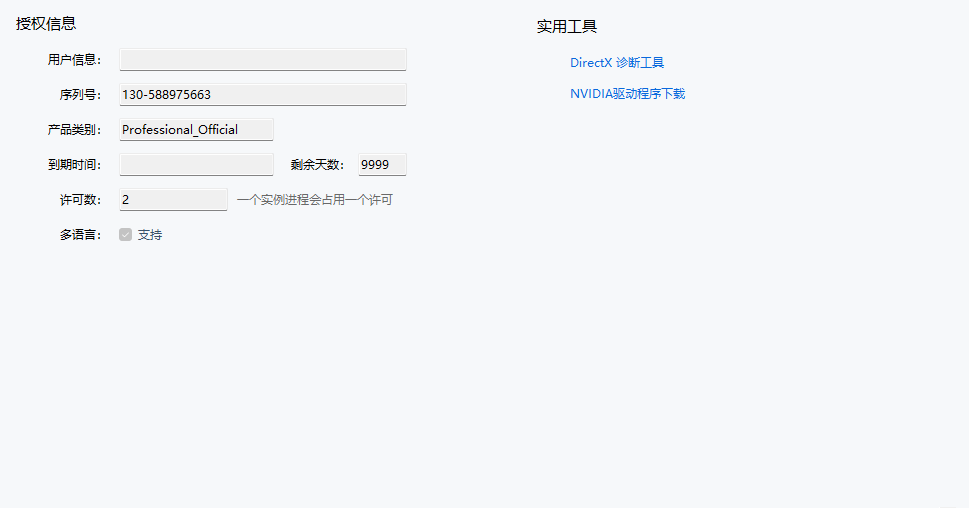 授权信息
用户信息:
序列号: 130-588975663
产品类别: Professional_Official
到期时间: 剩余天数: 9999
许可数: 2 一个实例进程会占用一个许可
多语言: 支持
实用工具
DirectX 诊断工具
NVIDIA驱动程序下载